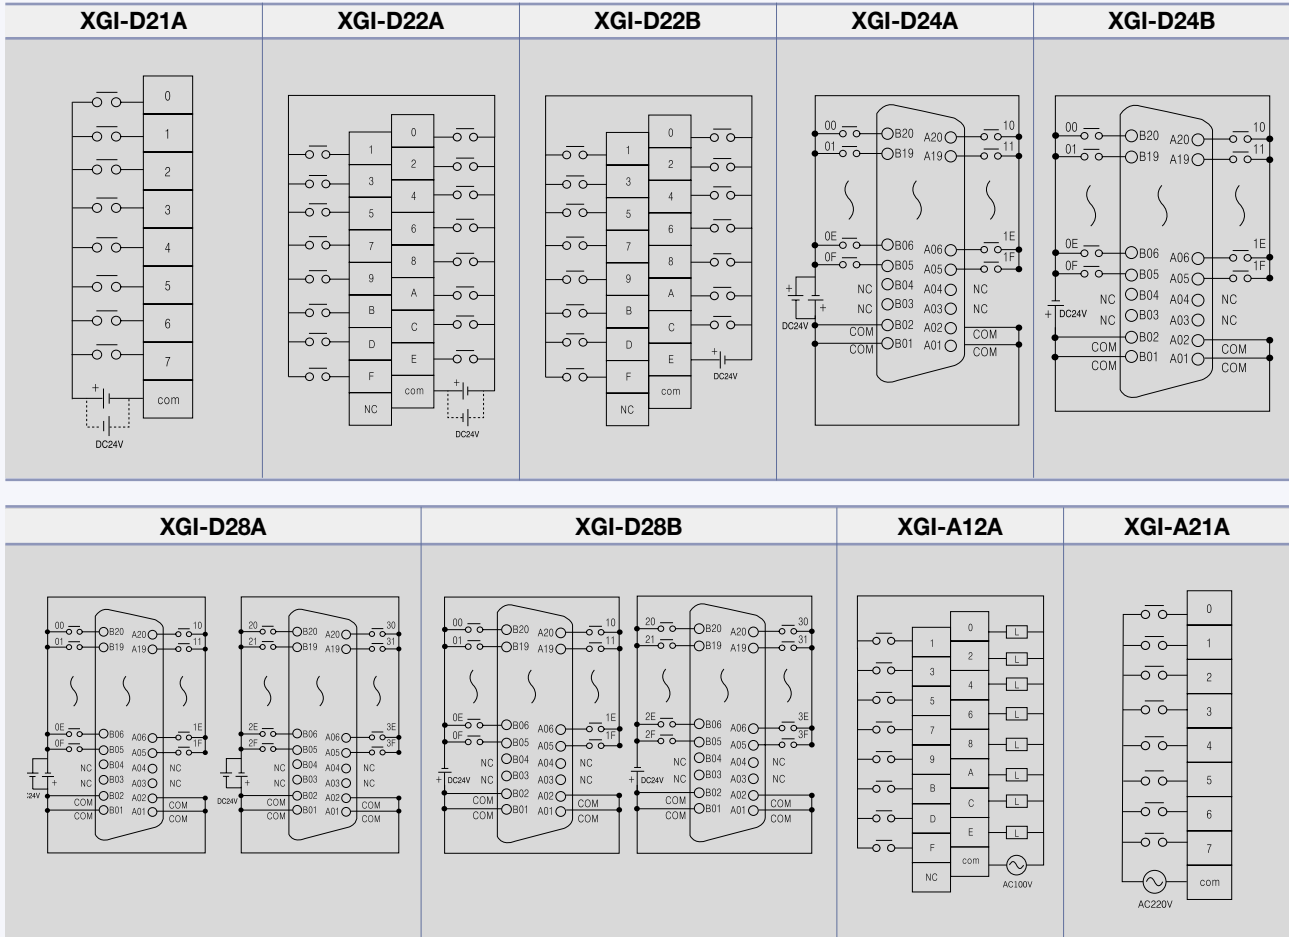 XGI-D21A XGI-D22A XGI-D22B XGI-D24A XGI-D24B
0
1
2
3
4
5
6
7
+ com
DC24V
0
1
2
3
4
5
6
7
8
9
A
B
C
D
E
F
com +
NC
DC24V
0
1
2
3
4
5
6
7
8
9
A
B
C
D
E +
DC24V
F
com
NC
00 B20 A20 10
01 B19 A19 11
0E B06 A06 1E
0F B05 A05 1F
NC B04 A04 NC
+ NC B03 A03 NC
+
DC24V COM B02 A02 COM
COM B01 A01 COM
00 B20 A20 10
01 B19 A19 11
0E B06 A06 1E
0F B05 A05 1F
NC B04 A04 NC
+ DC24V NC B03 A03 NC
COM B02 A02 COM
COM B01 A01 COM
XGI-D28A XGI-D28B XGI-A12A XGI-A21A
00 B20 A20 10
01 B19 A19 11
0E B06 A06 1E
0F B05 A05 1F
NC B04 A04 NC
+ NC B03 A03 NC
24V COM B02 A02 COM
COM B01 A01 COM
20 B20 A20 30
21 B19 A19 31
2E B06 A06 3E
2F B05 A05 3F
NC B04 A04 NC
+ NC B03 A03 NC
DC24V COM B02 A02 COM
COM B01 A01 COM
00 B20 A20 10
01 B19 A19 11
0E B06 A06 1E
0F B05 A05 1F
NC B04 A04 NC
+ DC24V NC B03 A03 NC
COM B02 A02 COM
COM B01 A01 COM
20 B20 A20 30
21 B19 A19 31
2E B06 A06 3E
2F B05 A05 3F
NC B04 A04 NC
+ DC24V NC B03 A03 NC
COM B02 A02 COM
COM B01 A01 COM
0 L
1
2 L
3
4 L
5
6 L
7
8 L
9
A L
B
C L
D
E L
F
com
NC
AC100V
0
1
2
3
4
5
6
7
com
AC220V